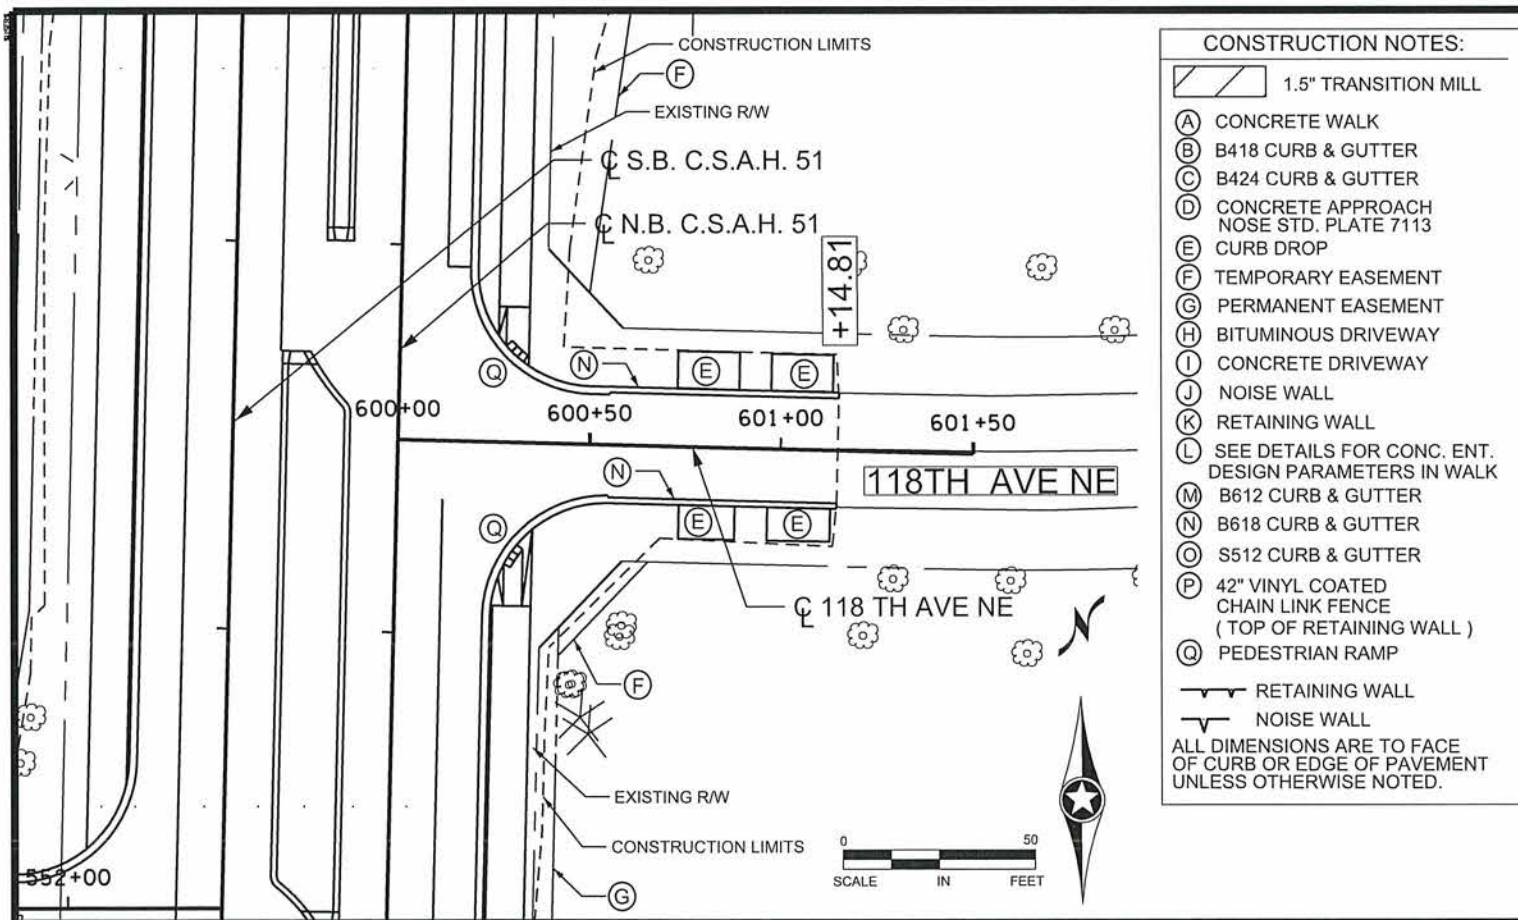 CONSTRUCTION LIMITS
F
EXISTING R/W
℄ S.B. C.S.A.H. 51
℄ N.B. C.S.A.H. 51
+14.81
Q
N
E
E
600+00
600+50
601+00
601+50
N
118TH AVE NE
Q
E
E
℄ 118 TH AVE NE
N
F
EXISTING R/W
CONSTRUCTION LIMITS
G
552+00
0 50
SCALE IN FEET
CONSTRUCTION NOTES:
1.5" TRANSITION MILL
A CONCRETE WALK
B B418 CURB & GUTTER
C B424 CURB & GUTTER
D CONCRETE APPROACH
NOSE STD. PLATE 7113
E CURB DROP
F TEMPORARY EASEMENT
G PERMANENT EASEMENT
H BITUMINOUS DRIVEWAY
I CONCRETE DRIVEWAY
J NOISE WALL
K RETAINING WALL
L SEE DETAILS FOR CONC. ENT.
DESIGN PARAMETERS IN WALK
M B612 CURB & GUTTER
N B618 CURB & GUTTER
O S512 CURB & GUTTER
P 42" VINYL COATED
CHAIN LINK FENCE
( TOP OF RETAINING WALL )
Q PEDESTRIAN RAMP
RETAINING WALL
NOISE WALL
ALL DIMENSIONS ARE TO FACE
OF CURB OR EDGE OF PAVEMENT
UNLESS OTHERWISE NOTED.